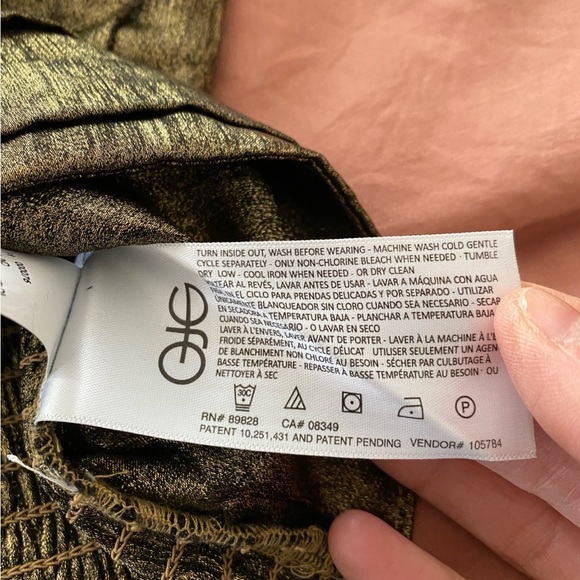 TURN INSIDE OUT, WASH BEFORE WEARING - MACHINE WASH COLD GENTLE
CYCLE SEPARATELY - ONLY NON-CHLORINE BLEACH WHEN NEEDED - TUMBLE
DRY LOW - COOL IRON WHEN NEEDED - OR DRY CLEAN
AL REVÉS, LAVAR ANTES DE USAR - LAVAR A MÁQUINA CON AGUA
EN EL CICLO PARA PRENDAS DELICADAS Y POR SEPARADO - UTILIZAR
ÚNICAMENTE BLANQUEADOR SIN CLORO CUANDO SEA NECESARIO - SECAR
EN SECADORA A TEMPERATURA BAJA - PLANCHAR A TEMPERATURA BAJA
CUANDO SEA NECESARIO - O LAVAR EN SECO
LAVER À L'ENVERS, LAVER AVANT DE PORTER - LAVER À LA MACHINE À L'E
FROIDE SÉPARÉMENT, AU CYCLE DÉLICAT UTILISER SEULEMENT UN AGEN
DE BLANCHIMENT NON CHLORÉ AU BESOIN - SÉCHER PAR CULBUTAGE À
BASSE TEMPÉRATURE - REPASSER À BASSE TEMPÉRATURE AU BESOIN - OU
NETTOYER À SEC
30C
P
RN# 89828 CA# 08349
PATENT 10,251,431 AND PATENT PENDING VENDOR# 105784